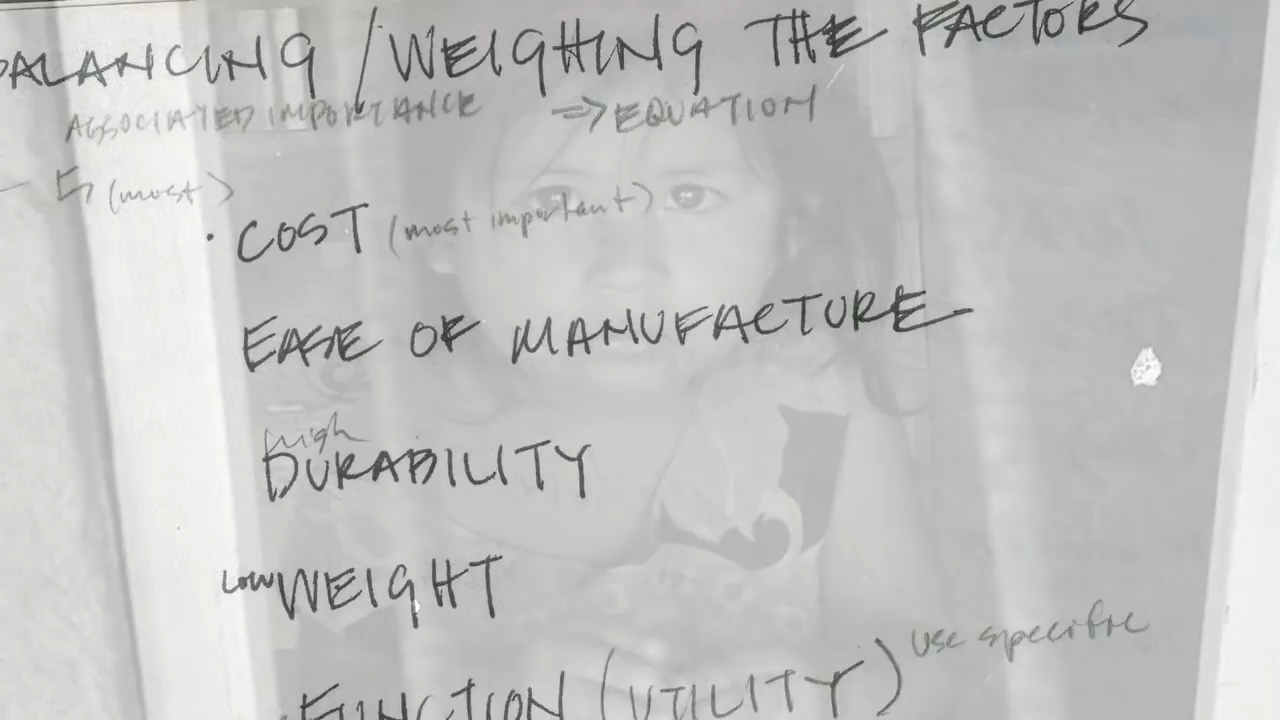 BALANCING / WEIGHING THE FACTORS
ASSOCIATED IMPORTANCE => EQUATION
– 5 (most)
· COST (most important)
EASE OF MANUFACTURE
high
DURABILITY
LOW WEIGHT
· FUNCTION (UTILITY) use specific